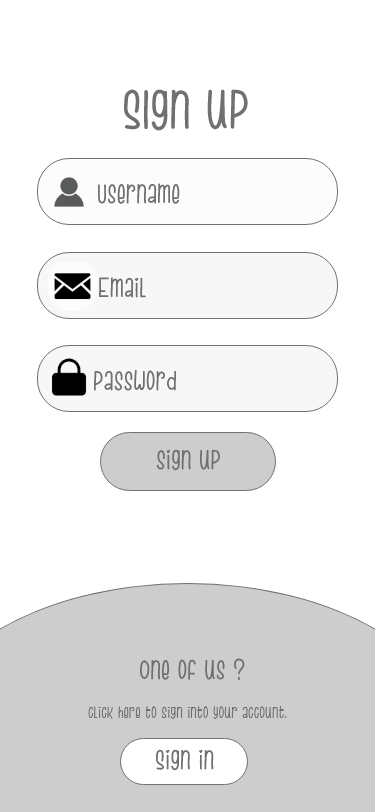 sign up
username
Email
password
sign up
one of us ?
click here to sign into your account.
sign in